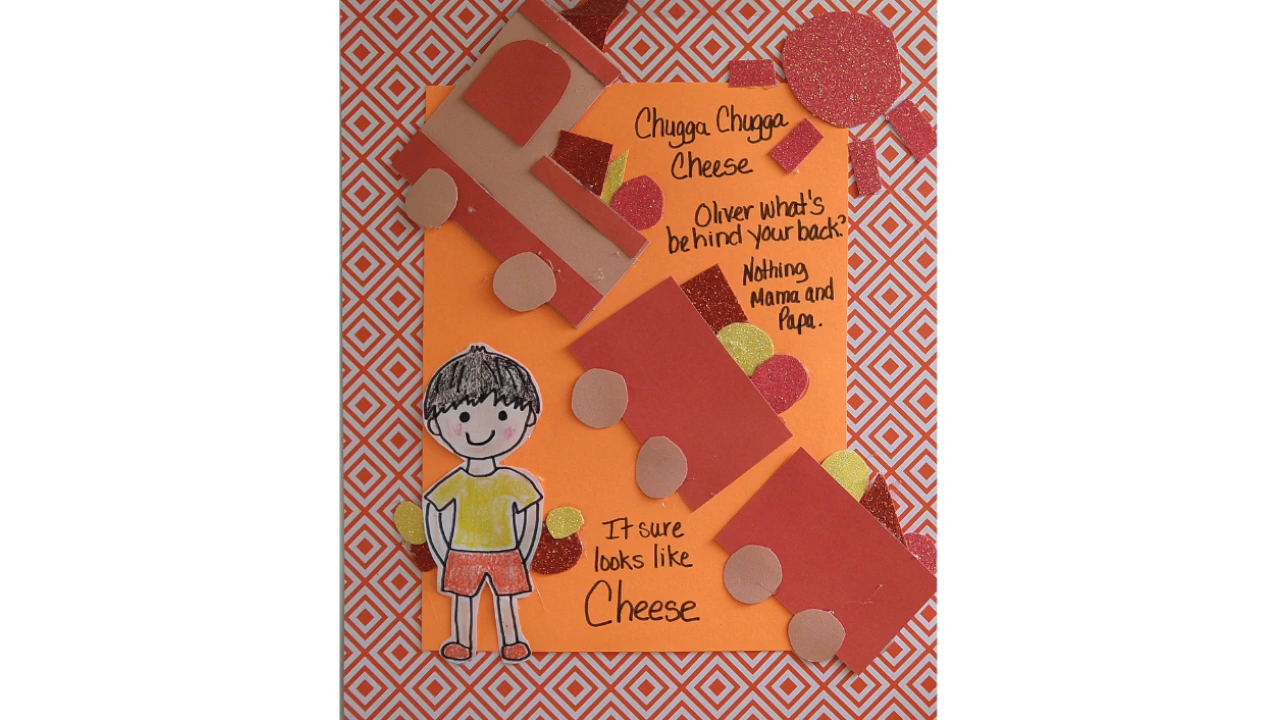 Chugga Chugga
Cheese
Oliver what's
behind your back?
Nothing
Mama and
Papa.
It sure
looks like
Cheese